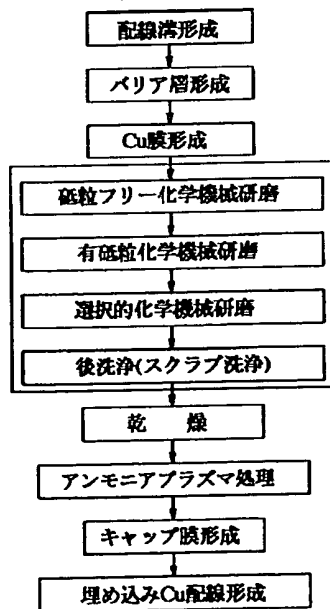 配線溝形成
バリア層形成
Cu膜形成
砥粒フリー化学機械研磨
有砥粒化学機械研磨
選択的化学機械研磨
後洗浄(スクラブ洗浄)
乾　燥
アンモニアプラズマ処理
キャップ膜形成
埋め込みCu配線形成